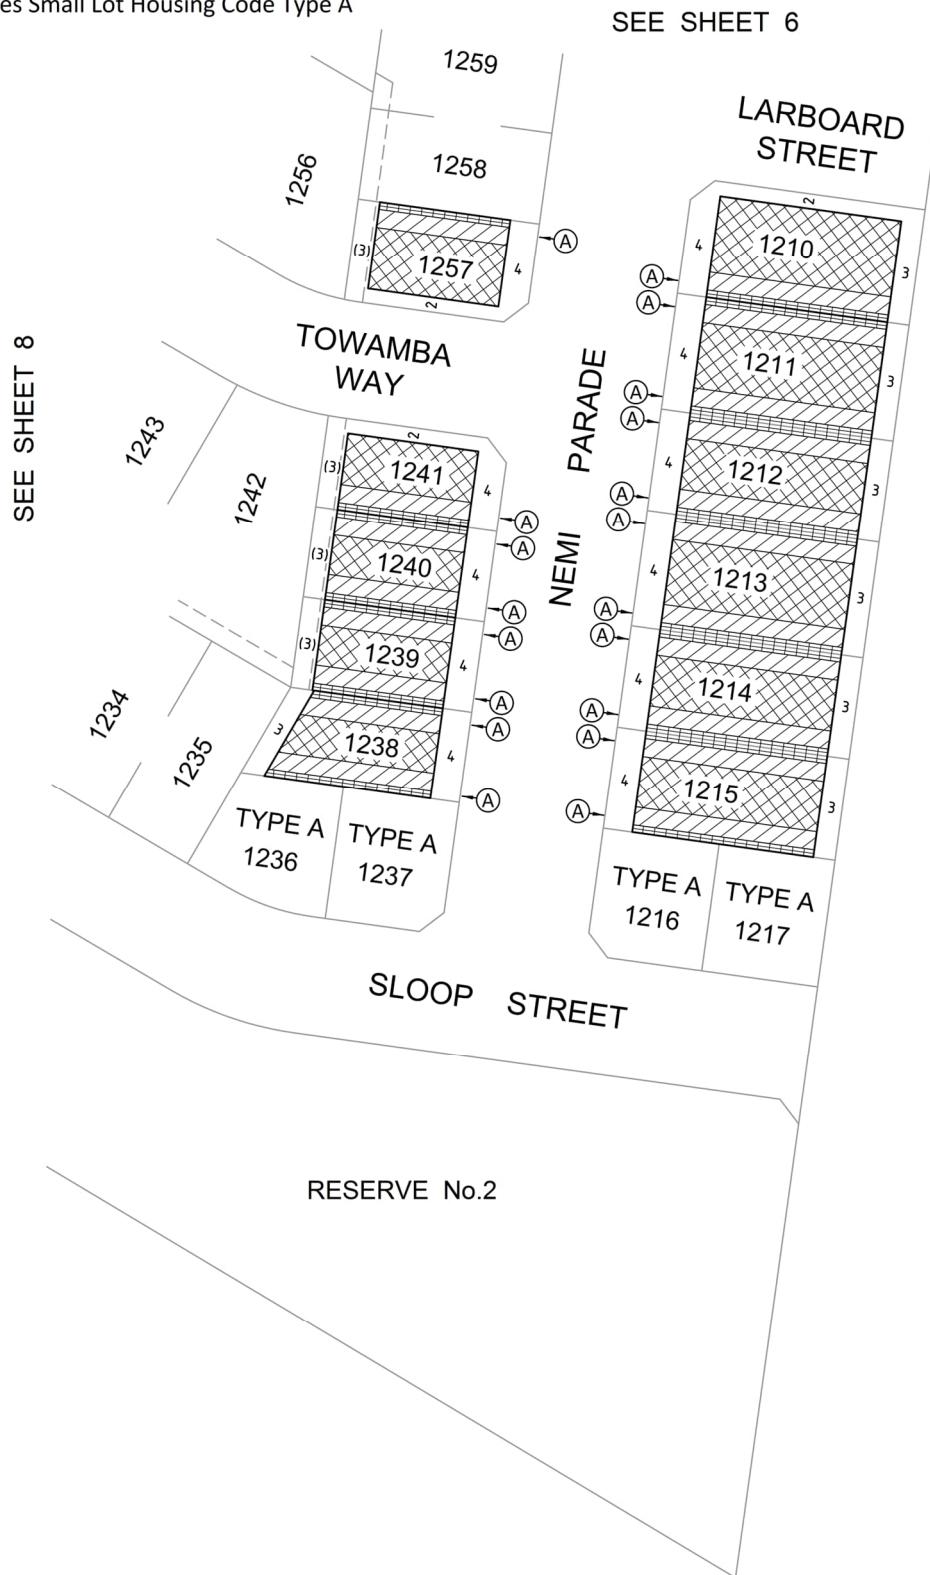 es Small Lot Housing Code Type A
SEE SHEET 6
1259
LARBOARD
STREET
1258
1256
2
1257
(3)
4
2
A
1210
4
3
A
A
TOWAMBA
WAY
SEE SHEET 8
NEMI PARADE
1211
4
3
A
A
1243
1242
2
1241
(3)
4
A
A
1212
4
3
A
A
1240
(3)
4
A
A
1213
4
3
A
A
1239
(3)
4
A
A
1214
4
3
A
A
1234
1235
3
1238
4
A
1215
4
3
A
TYPE A
1236
TYPE A
1237
TYPE A
1216
TYPE A
1217
SLOOP STREET
RESERVE No.2